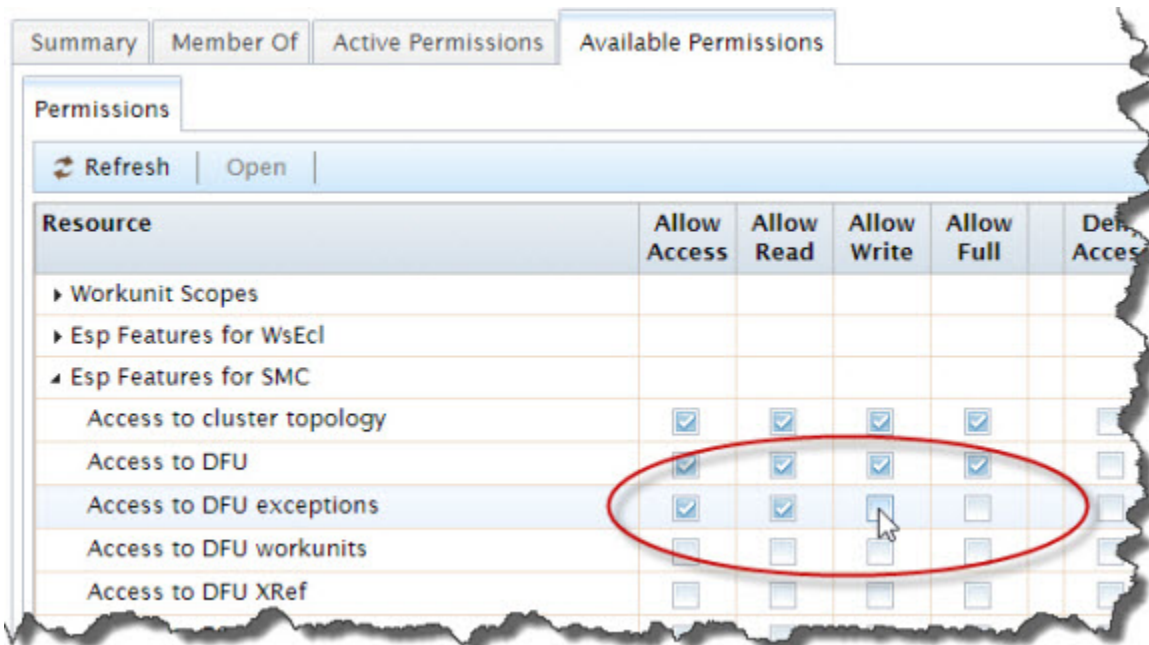 Summary Member Of Active Permissions Available Permissions
Permissions
Refresh Open
Resource Allow Access Allow Read Allow Write Allow Full
Workunit Scopes
Esp Features for WsEcl
Esp Features for SMC
Access to cluster topology
Access to DFU
Access to DFU exceptions
Access to DFU workunits
Access to DFU XRef